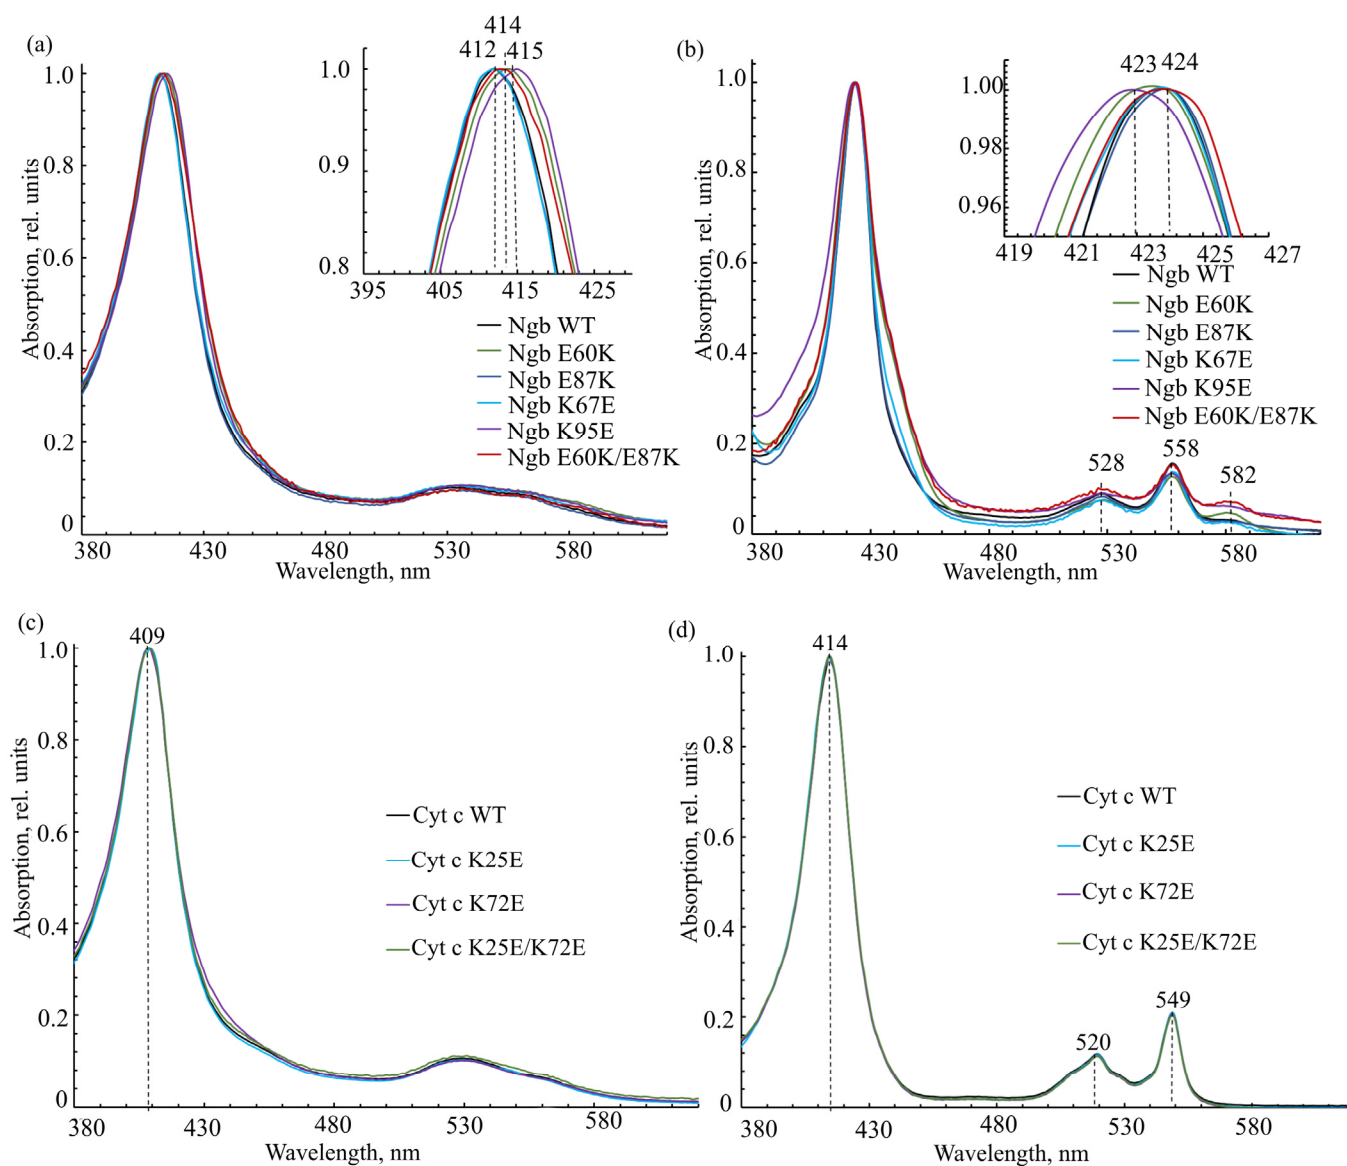 (a)
414
412
415
1.0
0.9
0.8
395
405
415
425
1.0
0.8
0.6
0.4
0.2
0
Absorption, rel. units
Ngb WT
Ngb E60K
Ngb E87K
Ngb K67E
Ngb K95E
Ngb E60K/E87K
380
430
480
530
580
Wavelength, nm
(b)
423
424
1.00
0.98
0.96
419
421
423
425
427
1.0
0.8
0.6
0.4
0.2
0
Absorption, rel. units
Ngb WT
Ngb E60K
Ngb E87K
Ngb K67E
Ngb K95E
Ngb E60K/E87K
528
558
582
380
430
480
530
580
Wavelength, nm
(c)
409
1.0
0.8
0.6
0.4
0.2
0
Absorption, rel. units
Cyt c WT
Cyt c K25E
Cyt c K72E
Cyt c K25E/K72E
380
430
480
530
580
Wavelength, nm
(d)
414
1.0
0.8
0.6
0.4
0.2
0
Absorption, rel. units
Cyt c WT
Cyt c K25E
Cyt c K72E
Cyt c K25E/K72E
520
549
380
430
480
530
580
Wavelength, nm